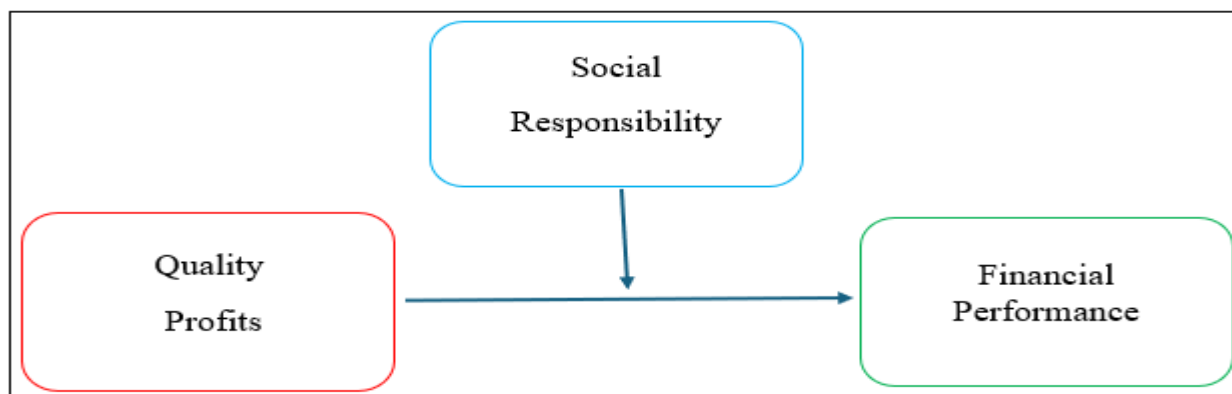 Social
Responsibility
Quality
Profits
Financial
Performance